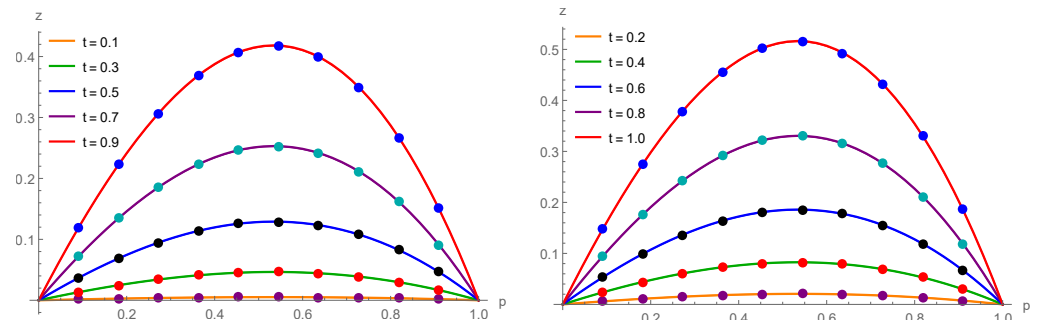 z
t = 0.1
t = 0.3
t = 0.5
t = 0.7
t = 0.9
0.4
0.3
0.2
0.1
0.2
0.4
0.6
0.8
1.0
p
z
t = 0.2
t = 0.4
t = 0.6
t = 0.8
t = 1.0
0.5
0.4
0.3
0.2
0.1
0.2
0.4
0.6
0.8
1.0
p